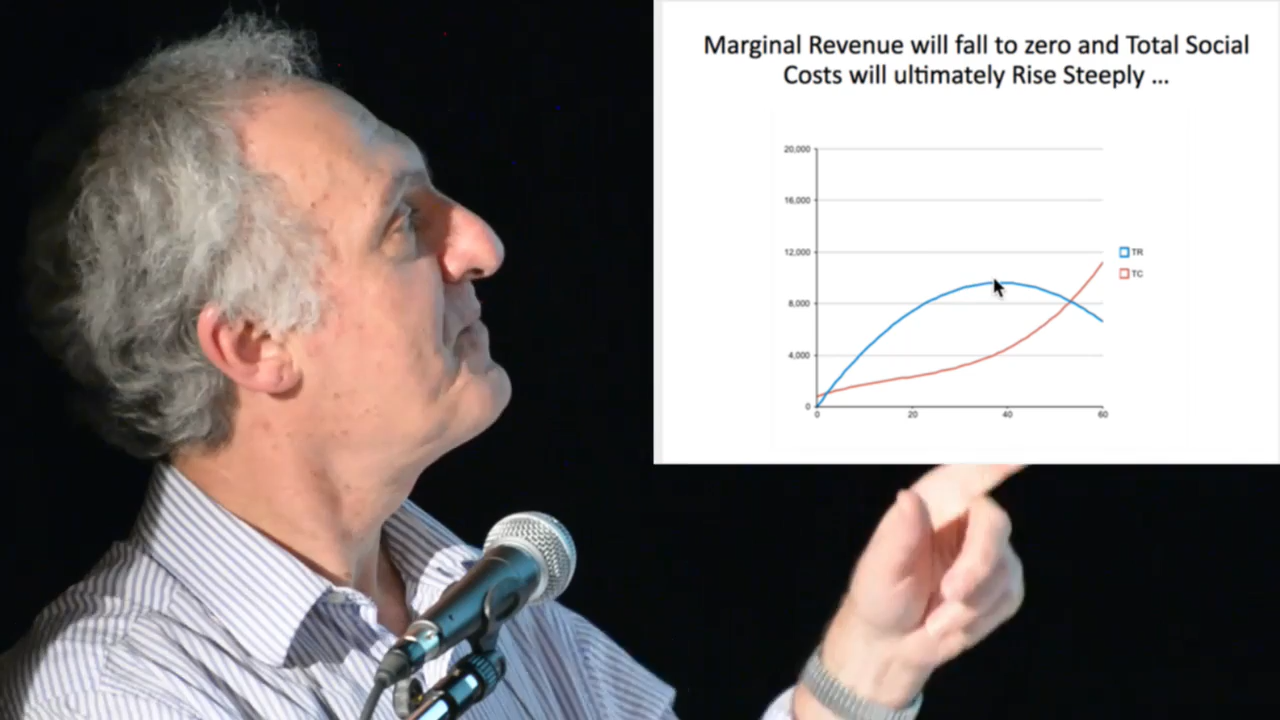 Marginal Revenue will fall to zero and Total Social
Costs will ultimately Rise Steeply ...
20,000
16,000
12,000
8,000
4,000
0
0 20 40 60
TR
TC